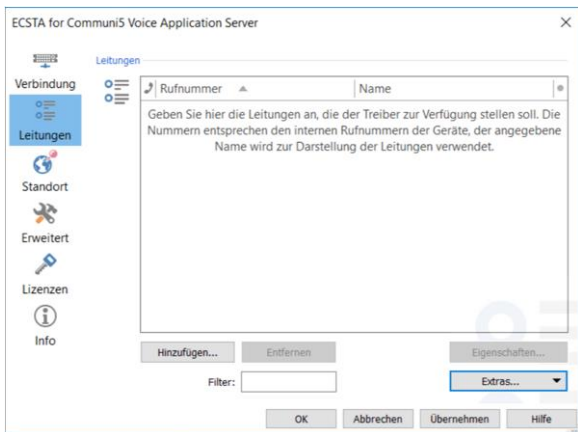 ECSTA for Communi5 Voice Application Server
Verbindung
Leitungen
Standort
Erweitert
Lizenzen
Info
Leitungen
Rufnummer
Name
Geben Sie hier die Leitungen an, die der Treiber zur Verfügung stellen soll. Die
Nummern entsprechen den internen Rufnummern der Geräte, der angegebene
Name wird zur Darstellung der Leitungen verwendet.
Hinzufügen...
Entfernen
Eigenschaften...
Filter:
Extras...
OK
Abbrechen
Übernehmen
Hilfe